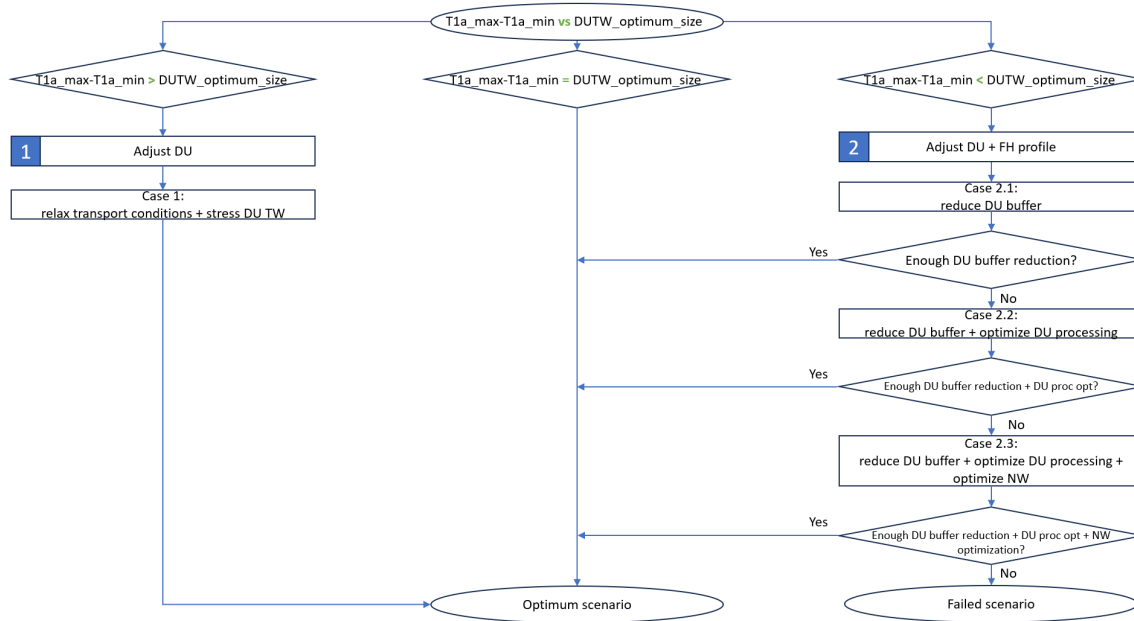 T1a_max-T1a_min vs DUTW_optimum_size
T1a_max-T1a_min > DUTW_optimum_size
T1a_max-T1a_min = DUTW_optimum_size
T1a_max-T1a_min < DUTW_optimum_size
1
Adjust DU
2
Adjust DU + FH profile
Case 1:
relax transport conditions + stress DU TW
Case 2.1:
reduce DU buffer
Yes
Enough DU buffer reduction?
No
Case 2.2:
reduce DU buffer + optimize DU processing
Yes
Enough DU buffer reduction + DU proc opt?
No
Case 2.3:
reduce DU buffer + optimize DU processing +
optimize NW
Yes
Enough DU buffer reduction + DU proc opt + NW
optimization?
No
Optimum scenario
Failed scenario